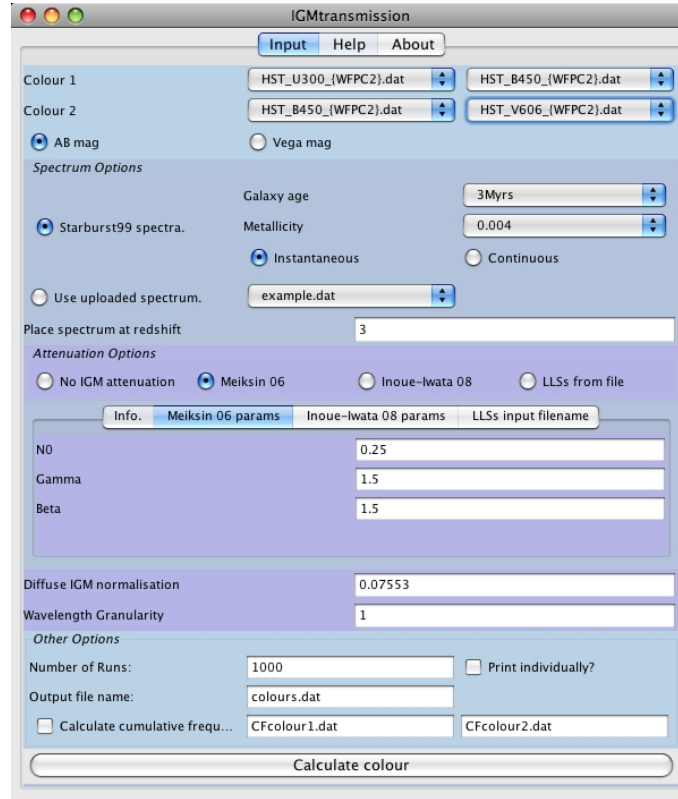 IGMtransmission
Input Help About
Colour 1 HST_U300_{WFPC2}.dat HST_B450_{WFPC2}.dat
Colour 2 HST_B450_{WFPC2}.dat HST_V606_{WFPC2}.dat
AB mag Vega mag
Spectrum Options
Galaxy age 3Myrs
Starburst99 spectra. Metallicity 0.004
Instantaneous Continuous
Use uploaded spectrum. example.dat
Place spectrum at redshift 3
Attenuation Options
No IGM attenuation Meiksin 06 Inoue-Iwata 08 LLSs from file
Info. Meiksin 06 params Inoue-Iwata 08 params LLSs input filename
N0 0.25
Gamma 1.5
Beta 1.5
Diffuse IGM normalisation 0.07553
Wavelength Granularity 1
Other Options
Number of Runs: 1000 Print individually?
Output file name: colours.dat
Calculate cumulative frequ... CFcolour1.dat CFcolour2.dat
Calculate colour